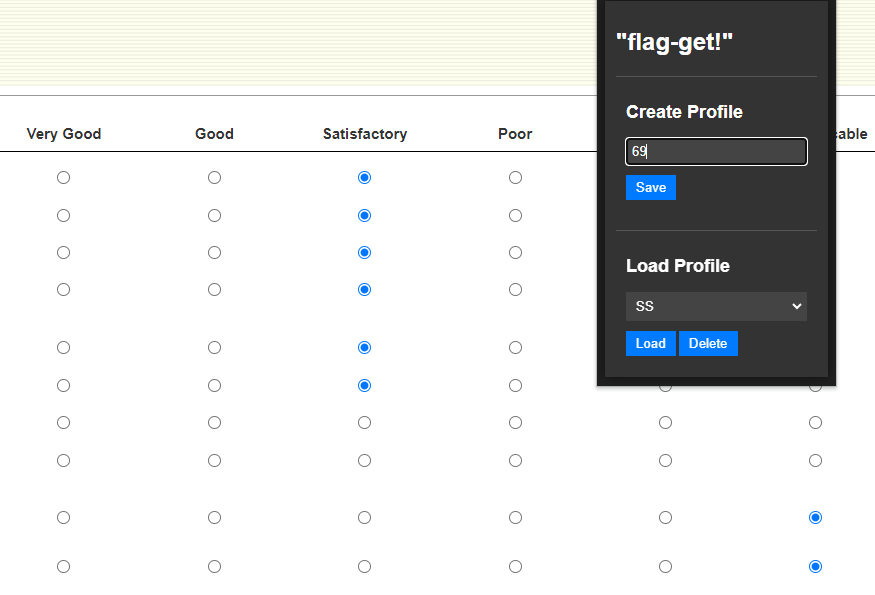 "flag-get!"
Create Profile
Very Good Good Satisfactory Poor cable
69
Save
Load Profile
SS
Load Delete